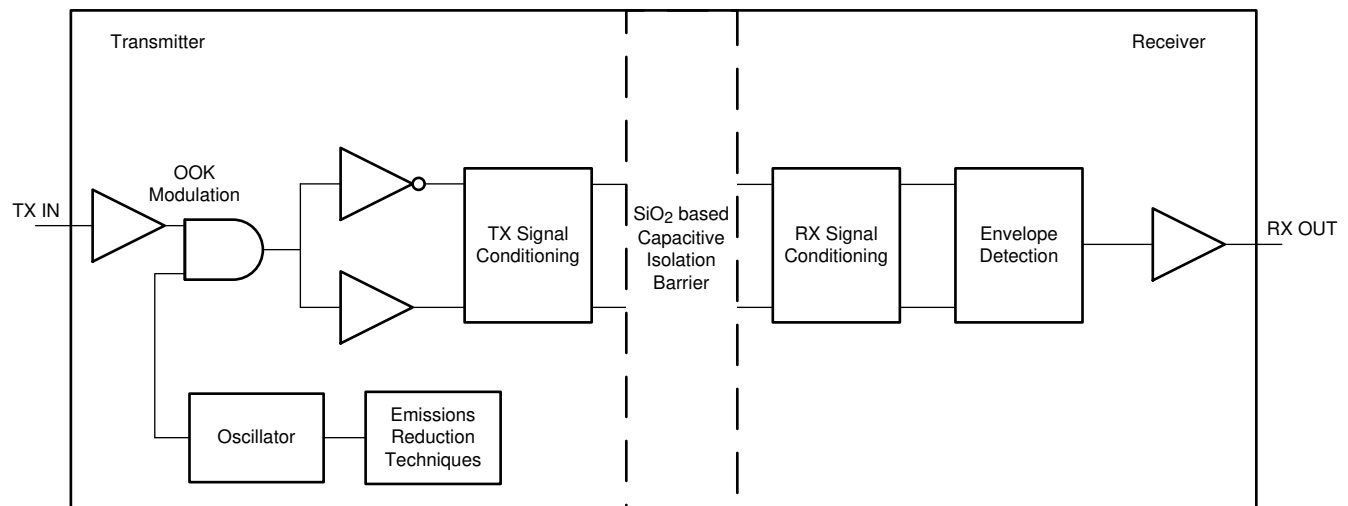 Transmitter
Receiver
OOK
Modulation
TX IN
TX Signal
Conditioning
SiO2 based
Capacitive
Isolation
Barrier
RX Signal
Conditioning
Envelope
Detection
RX OUT
Oscillator
Emissions
Reduction
Techniques